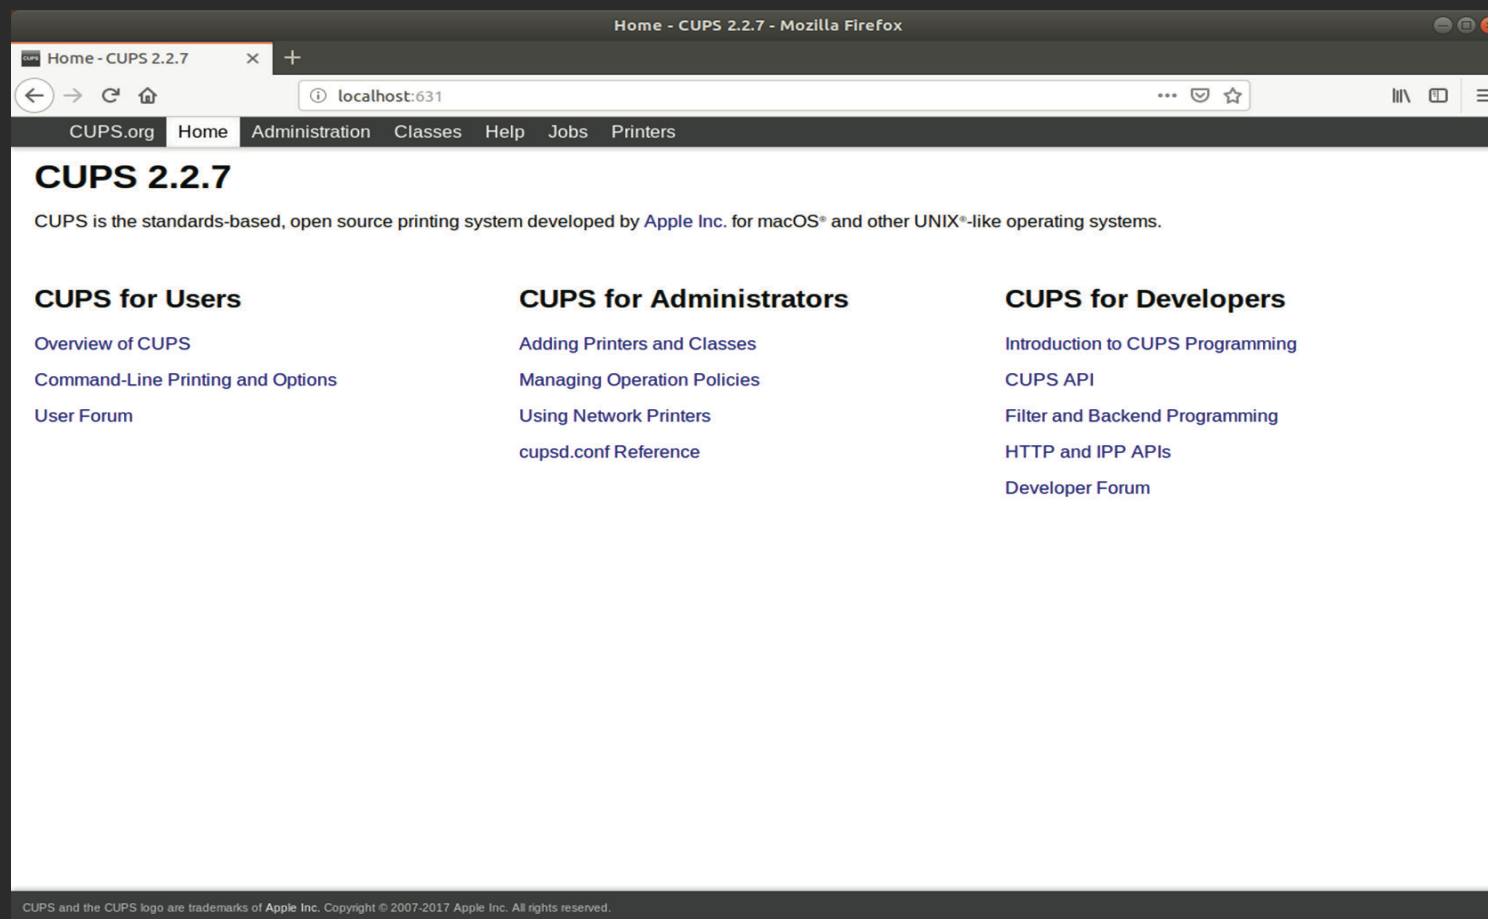 Home - CUPS 2.2.7 - Mozilla Firefox
CUPS Home - CUPS 2.2.7
localhost:631
CUPS.org Home Administration Classes Help Jobs Printers
CUPS 2.2.7
CUPS is the standards-based, open source printing system developed by Apple Inc. for macOS® and other UNIX®-like operating systems.
CUPS for Users
Overview of CUPS
Command-Line Printing and Options
User Forum
CUPS for Administrators
Adding Printers and Classes
Managing Operation Policies
Using Network Printers
cupsd.conf Reference
CUPS for Developers
Introduction to CUPS Programming
CUPS API
Filter and Backend Programming
HTTP and IPP APIs
Developer Forum
CUPS and the CUPS logo are trademarks of Apple Inc. Copyright © 2007-2017 Apple Inc. All rights reserved.